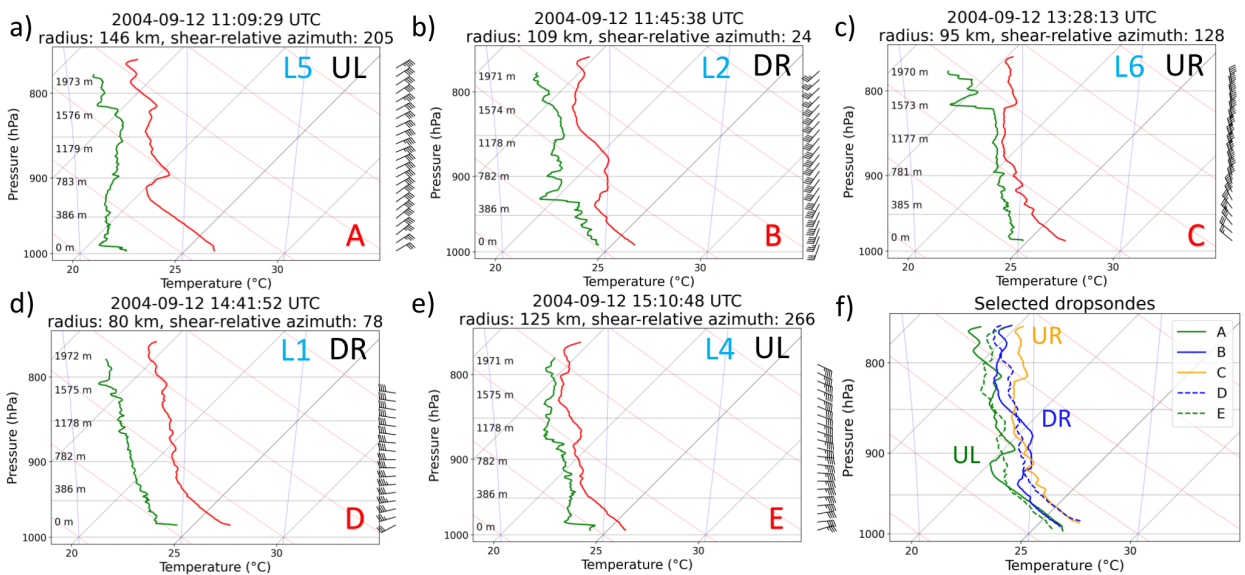 a)
2004-09-12 11:09:29 UTC
radius: 146 km, shear-relative azimuth: 205
L5 UL
Pressure (hPa)
800
900
1000
1973 m
1576 m
1179 m
783 m
386 m
0 m
A
20 25 30
Temperature (°C)
b)
2004-09-12 11:45:38 UTC
radius: 109 km, shear-relative azimuth: 24
L2 DR
Pressure (hPa)
800
900
1000
1971 m
1574 m
1178 m
782 m
386 m
0 m
B
20 25 30
Temperature (°C)
c)
2004-09-12 13:28:13 UTC
radius: 95 km, shear-relative azimuth: 128
L6 UR
Pressure (hPa)
800
900
1000
1970 m
1573 m
1177 m
781 m
385 m
0 m
C
20 25 30
Temperature (°C)
d)
2004-09-12 14:41:52 UTC
radius: 80 km, shear-relative azimuth: 78
L1 DR
Pressure (hPa)
800
900
1000
1972 m
1575 m
1178 m
782 m
386 m
0 m
D
20 25 30
Temperature (°C)
e)
2004-09-12 15:10:48 UTC
radius: 125 km, shear-relative azimuth: 266
L4 UL
Pressure (hPa)
800
900
1000
1971 m
1575 m
1178 m
782 m
386 m
0 m
E
20 25 30
Temperature (°C)
f)
Selected dropsondes
Pressure (hPa)
800
900
1000
UR
DR
UL
A
B
C
D
E
20 25 30
Temperature (°C)